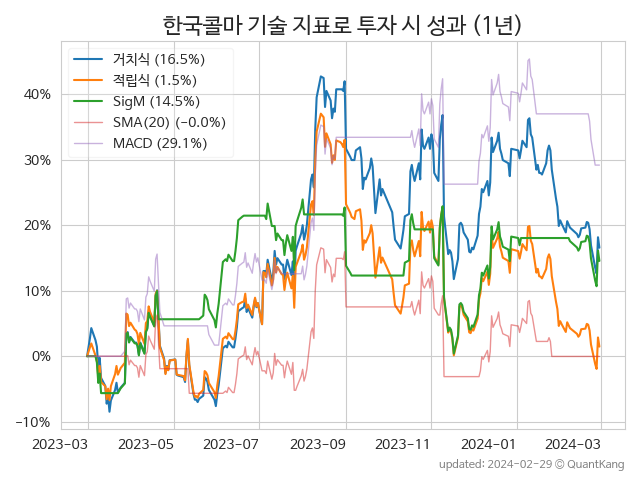 한국콜마 기술 지표로 투자 시 성과 (1년)
거치식 (16.5%)
적립식 (1.5%)
SigM (14.5%)
SMA(20) (−0.0%)
MACD (29.1%)
40%
30%
20%
10%
0%
−10%
2023-03 2023-05 2023-07 2023-09 2023-11 2024-01 2024-03
updated: 2024-02-29 © QuantKang